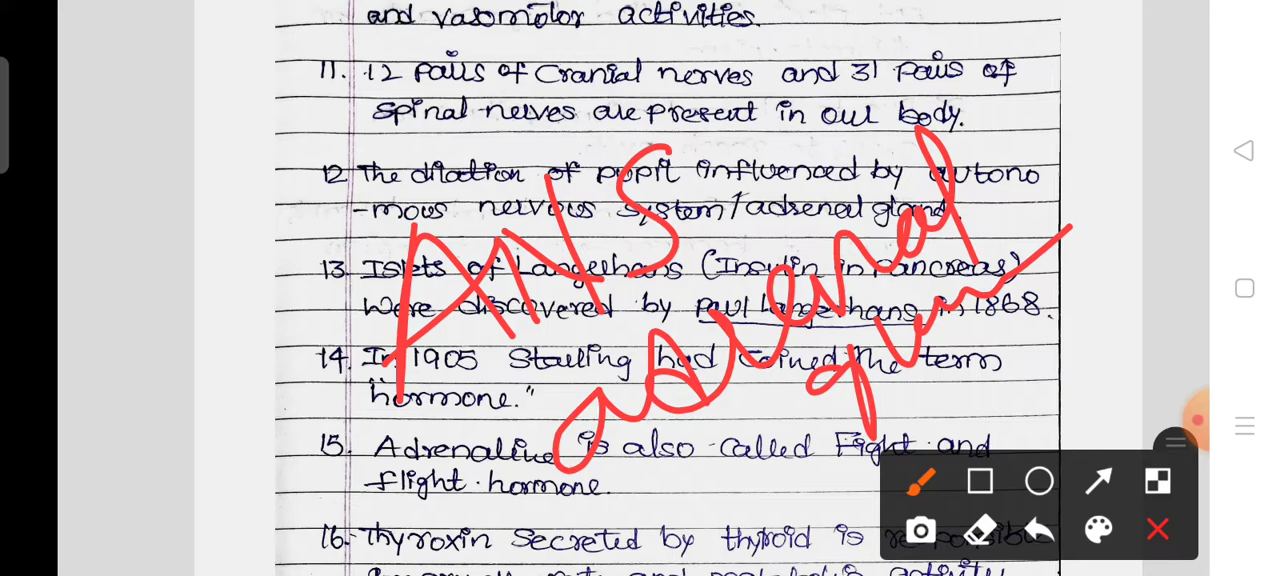 and vasomotor activities.
11. 12 pairs of Cranial nerves and 31 pairs of
spinal nerves are present in our body.
12 The dilation of pupil influenced by autono
-mous nervous system/adrenal gland.
13. Islets of Langerhans (Insulin in pancreas)
were discovered by Paul Langerhans in 1868.
14. In 1905 Starling had coined the term
"hormone."
15. Adrenaline is also called Fight and
flight hormone.
16. Thyroxin secreted by thyroid is responsible
ANS
adrenal